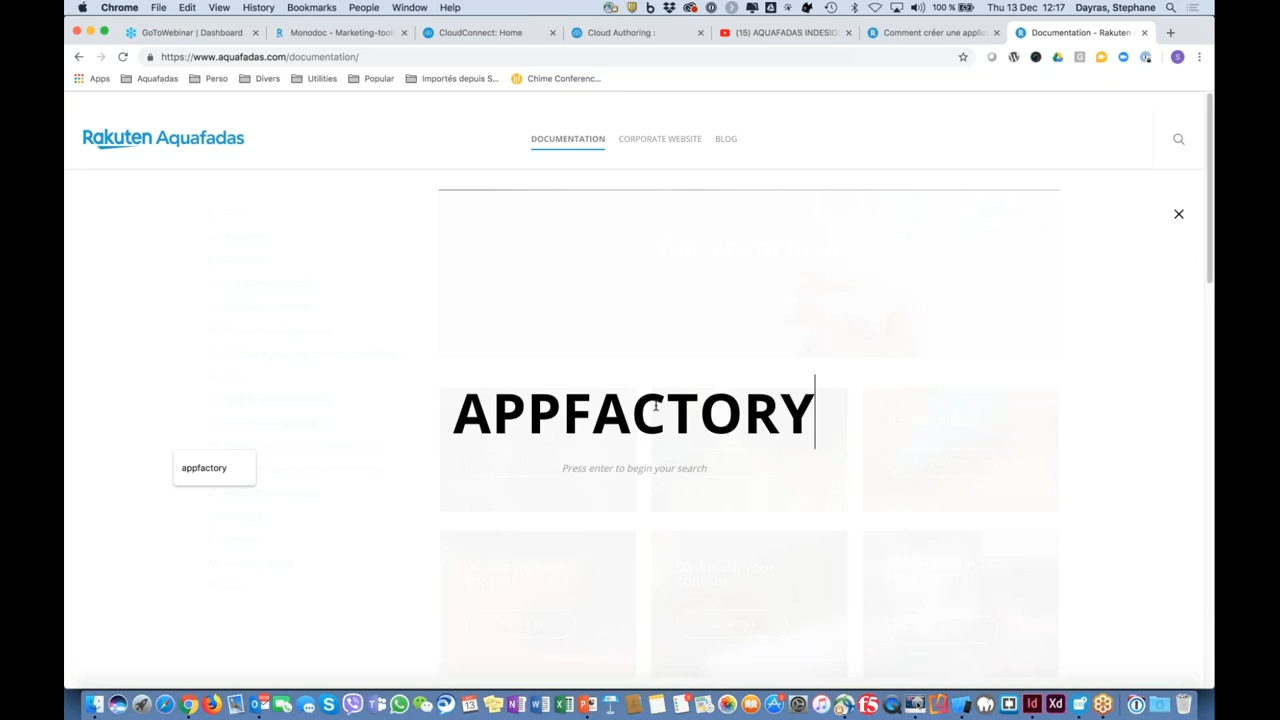 Chrome File Edit View History Bookmarks People Window Help 100 % Thu 13 Dec 12:17 Dayras, Stephane
GoToWebinar | Dashboard Monodoc - Marketing-tool CloudConnect: Home Cloud Authoring : (15) AQUAFADAS INDESIG Comment créer une applic Documentation - Rakuten
https://www.aquafadas.com/documentation/
Apps Aquafadas Perso Divers Utilities Popular Importés depuis S... Chime Conferenc...
Rakuten Aquafadas DOCUMENTATION CORPORATE WEBSITE BLOG
APPFACTORY
appfactory
Press enter to begin your search